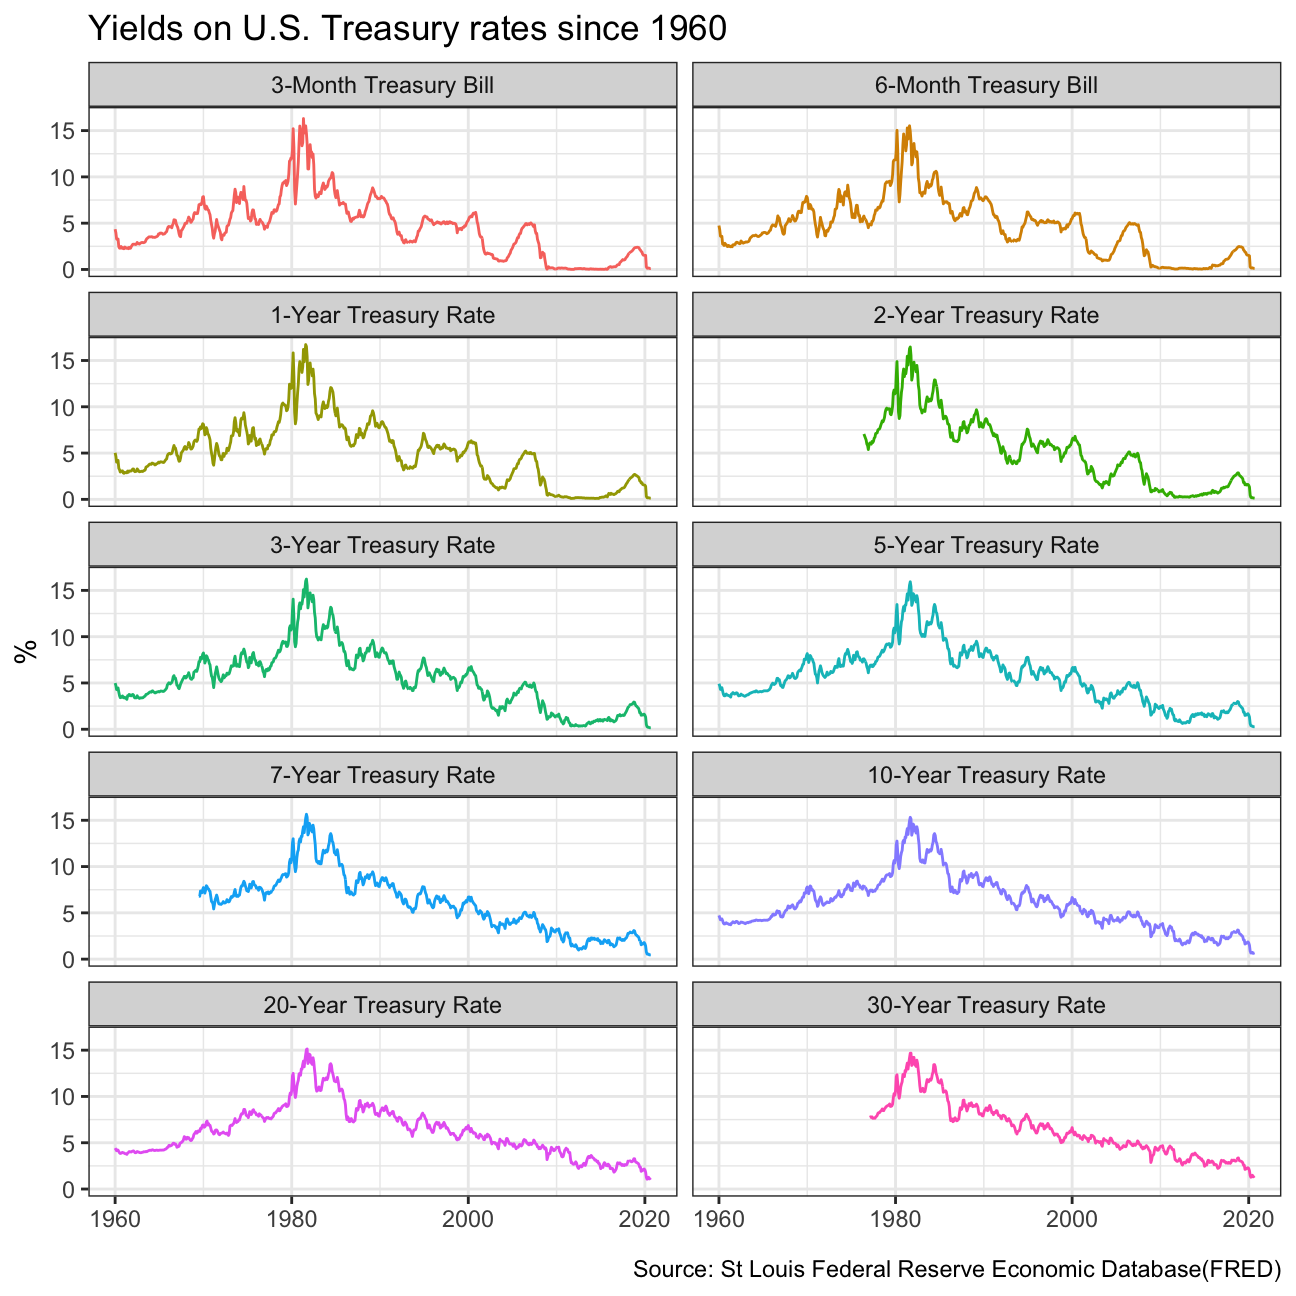 Yields on U.S. Treasury rates since 1960
3-Month Treasury Bill
6-Month Treasury Bill
15
10
5
0
1-Year Treasury Rate
2-Year Treasury Rate
15
10
5
0
3-Year Treasury Rate
5-Year Treasury Rate
15
10
5
0
%
7-Year Treasury Rate
10-Year Treasury Rate
15
10
5
0
20-Year Treasury Rate
30-Year Treasury Rate
15
10
5
0
1960 1980 2000 2020 1960 1980 2000 2020
Source: St Louis Federal Reserve Economic Database(FRED)